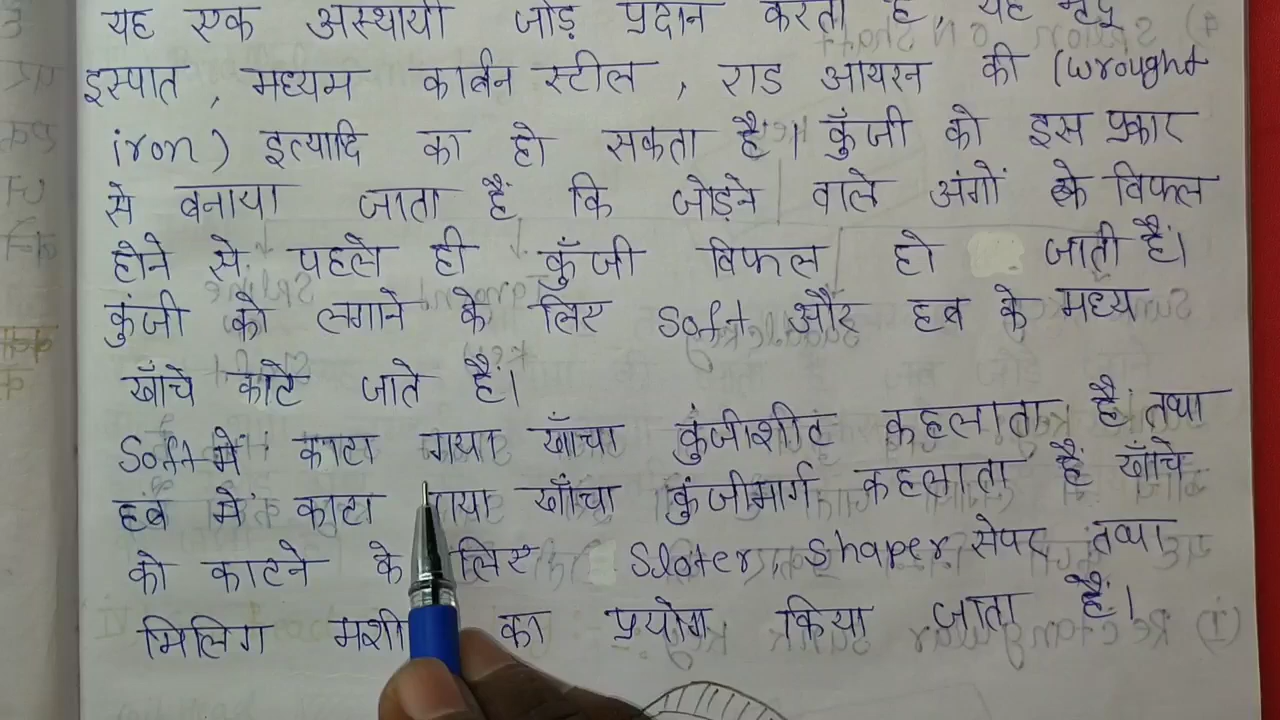 यह एक अस्थायी जोड़ प्रदान करता है, यह मृदु
इस्पात, मध्यम कार्बन स्टील, राड आयरन की (wrought
iron) इत्यादि का हो सकता है। कुँजी को इस प्रकार
से बनाया जाता है कि जोड़ने वाले अंगों के विफल
होने से पहले ही कुँजी विफल हो जाती है।
कुंजी को लगाने के लिए Soft और हब के मध्य
खाँचे काटे जाते हैं।
Soft में काटा गया खाँचा कुंजीशीट कहलाता है तथा
हब में काटा गया खाँचा कुंजीमार्ग कहलाता है खाँचे
को काटने के लिए Sloter, Shaper सेपर तथा
मिलिग मशी का प्रयोग किया जाता है।